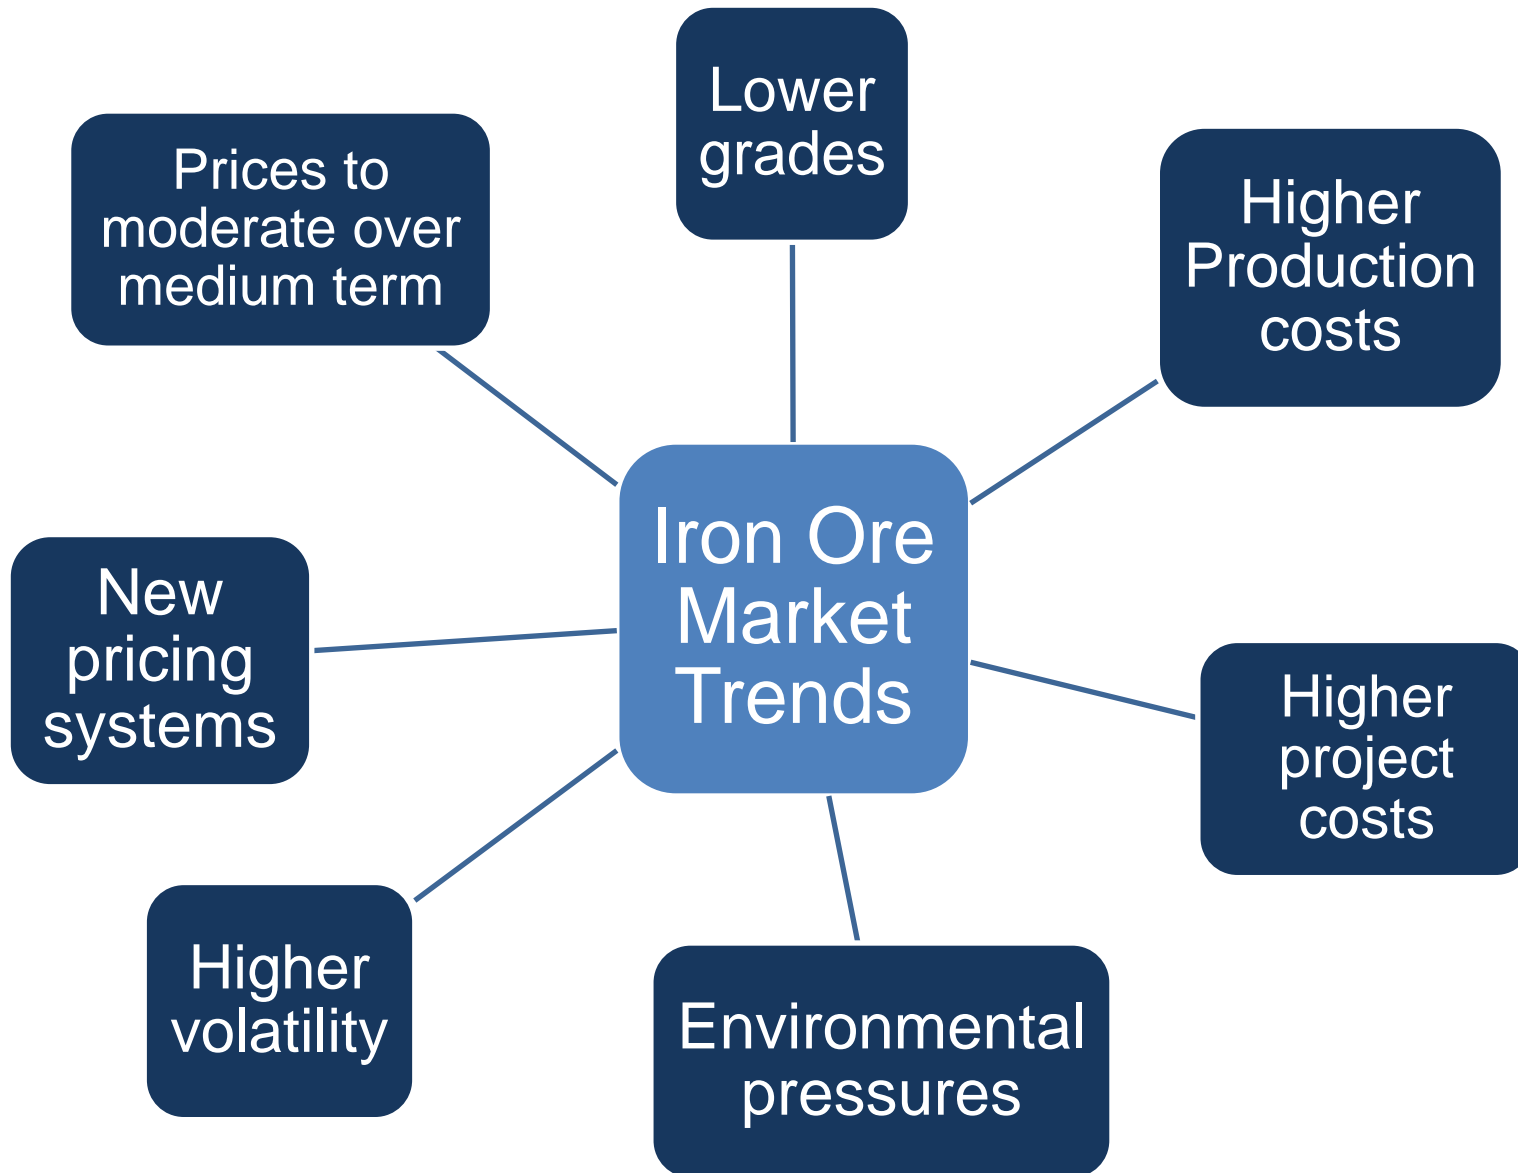 Lower
grades
Prices to
moderate over
medium term
Higher
Production
costs
Iron Ore
Market
Trends
New
pricing
systems
Higher
project
costs
Higher
volatility
Environmental
pressures